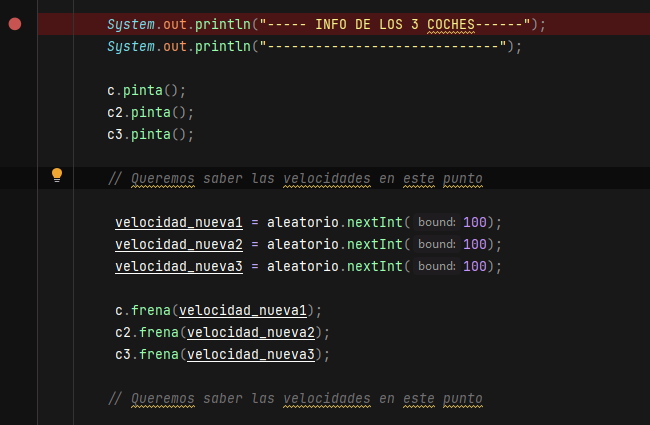 System.out.println("----- INFO DE LOS 3 COCHES------");
System.out.println("-----------------------------");
c.pinta();
c2.pinta();
c3.pinta();
// Queremos saber las velocidades en este punto
velocidad_nueva1 = aleatorio.nextInt( bound: 100);
velocidad_nueva2 = aleatorio.nextInt( bound: 100);
velocidad_nueva3 = aleatorio.nextInt( bound: 100);
c.frena(velocidad_nueva1);
c2.frena(velocidad_nueva2);
c3.frena(velocidad_nueva3);
// Queremos saber las velocidades en este punto